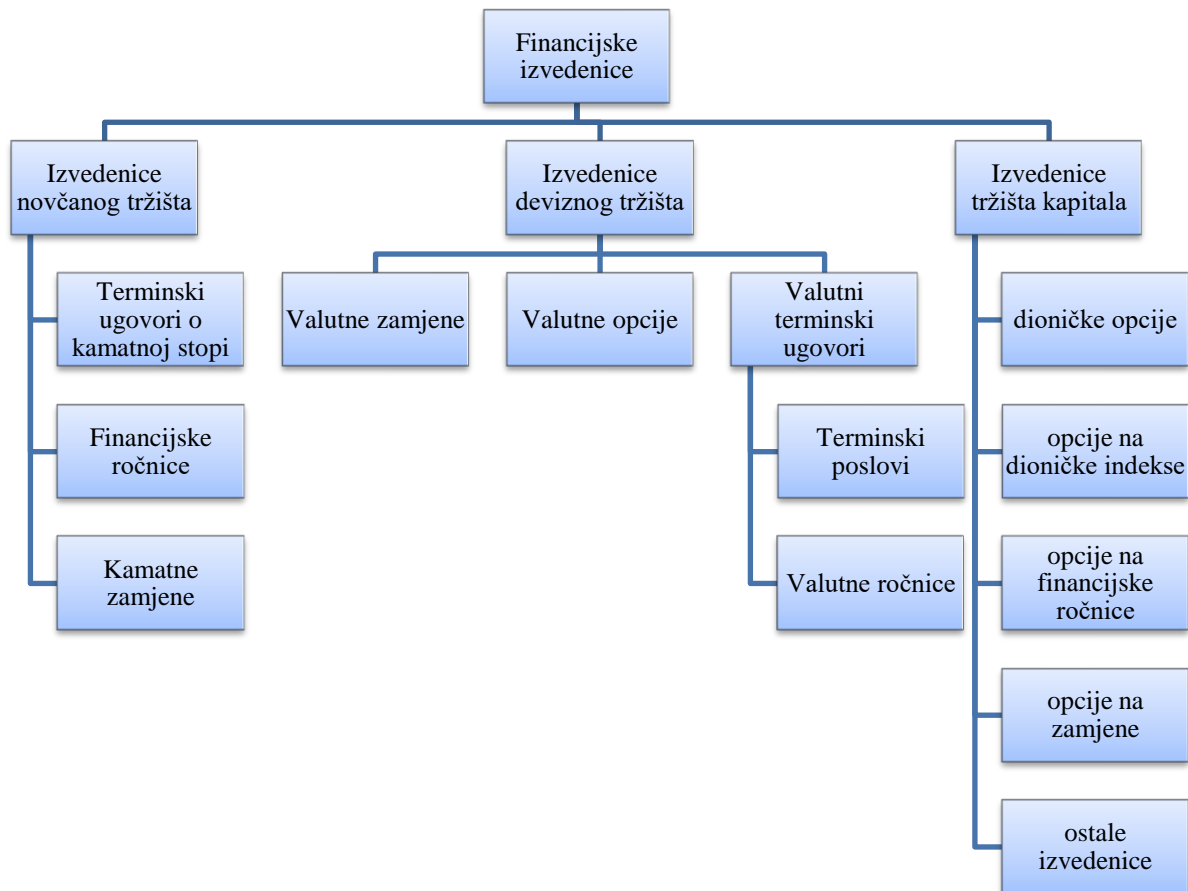 Financijske
izvedenice
Izvedenice
novčanog tržišta
Izvedenice
deviznog tržišta
Izvedenice
tržišta kapitala
Terminski
ugovori o
kamatnoj stopi
Financijske
ročnice
Kamatne
zamjene
Valutne zamjene
Valutne opcije
Valutni
terminski
ugovori
Terminski
poslovi
Valutne ročnice
dioničke opcije
opcije na
dioničke indekse
opcije na
financijske
ročnice
opcije na
zamjene
ostale
izvedenice